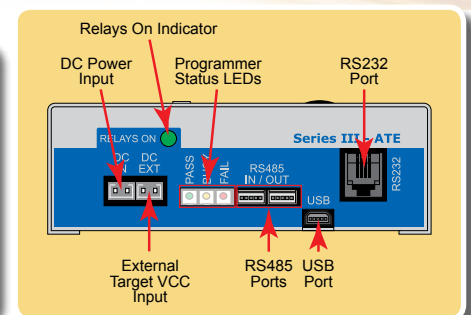 Relays On Indicator
DC Power
Input
Programmer
Status LEDs
RS232
Port
RELAYS ON
Series III - ATE
DC
IN
DC
EXT
PASS
BUSY
FAIL
RS485
IN / OUT
USB
RS232
External
Target VCC
Input
RS485
Ports
USB
Port